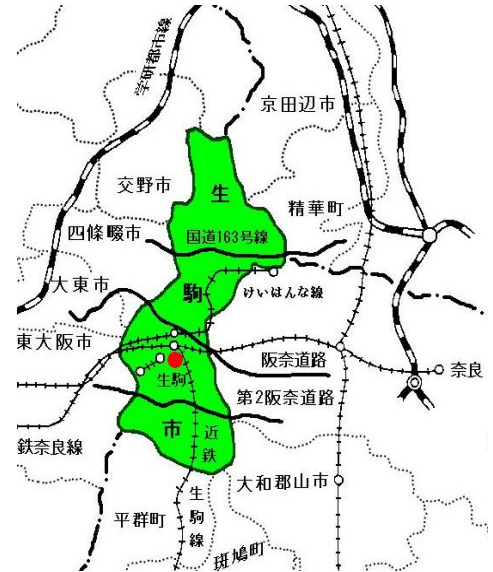 学研都市線
京田辺市
交野市
生
精華町
四條畷市
国道163号線
大東市
駒
けいはんな線
東大阪市
阪奈道路
奈良
生駒
第2阪奈道路
市
近鉄
鉄奈良線
大和郡山市
平群町
生駒線
斑鳩町